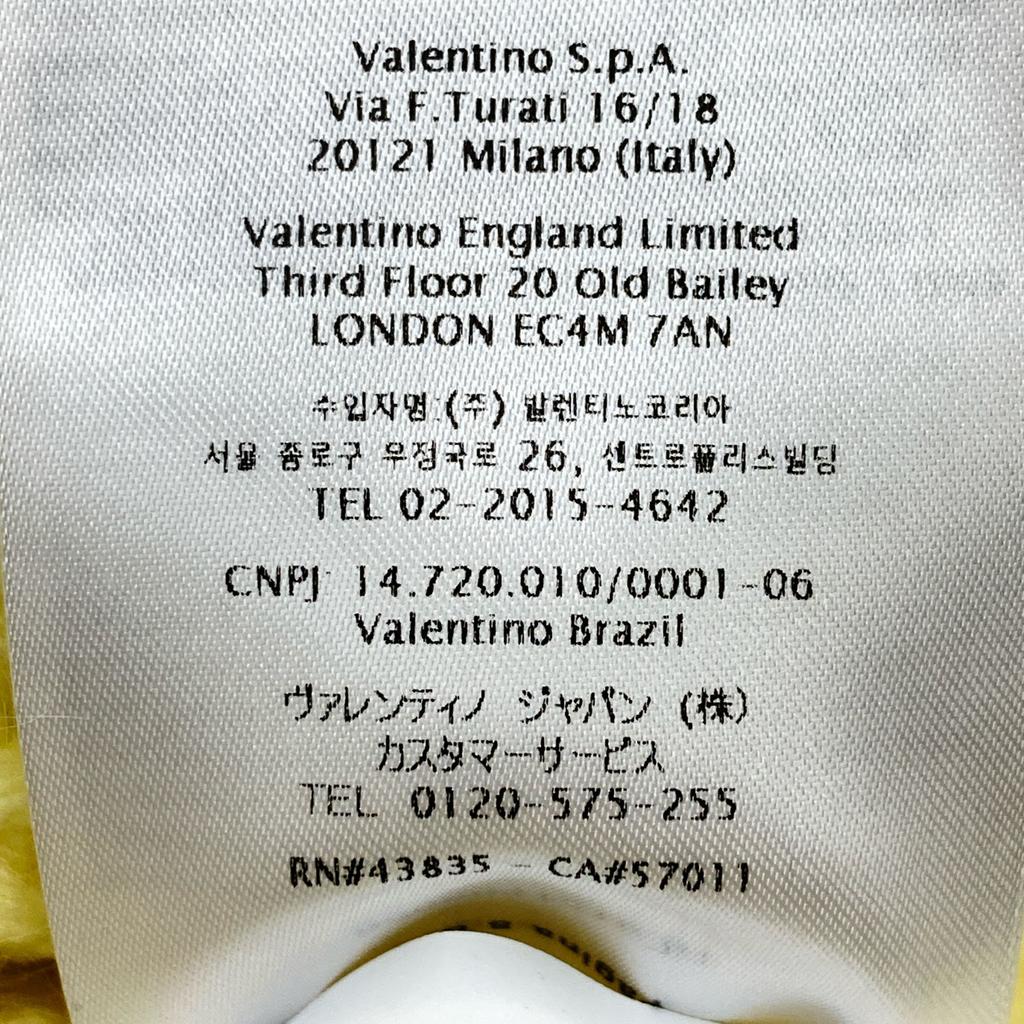 Valentino S.p.A.
Via F.Turati 16/18
20121 Milano (Italy)
Valentino England Limited
Third Floor 20 Old Bailey
LONDON EC4M 7AN
수입자명:(주) 발렌티노코리아
서울 종로구 우정국로 26, 센트로폴리스빌딩
TEL 02-2015-4642
CNPJ 14.720.010/0001-06
Valentino Brazil
ヴァレンティノ ジャパン (株)
カスタマーサービス
TEL 0120-575-255
RN#43835 - CA#57011